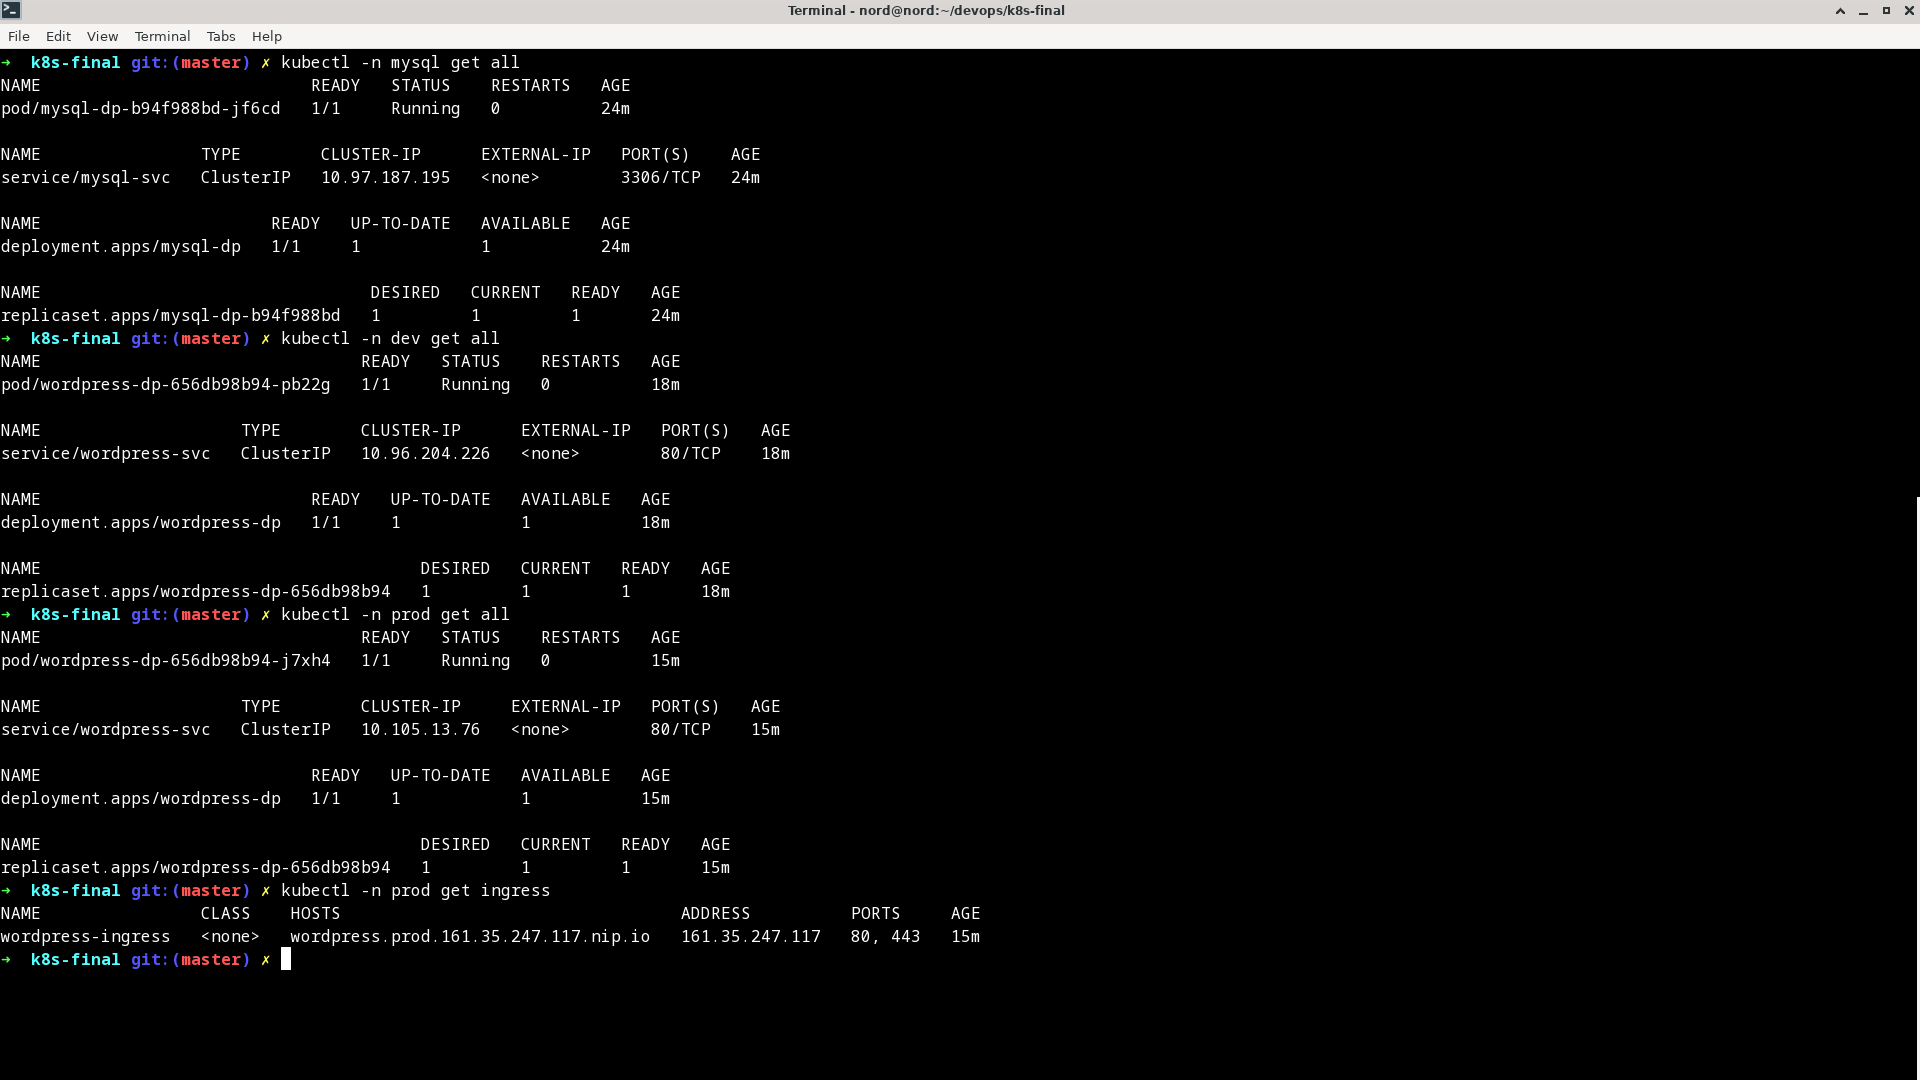 Terminal - nord@nord:~/devops/k8s-final
File Edit View Terminal Tabs Help
➜  k8s-final git:(master) ✗ kubectl -n mysql get all
NAME                           READY   STATUS    RESTARTS   AGE
pod/mysql-dp-b94f988bd-jf6cd   1/1     Running   0          24m

NAME                TYPE        CLUSTER-IP      EXTERNAL-IP   PORT(S)    AGE
service/mysql-svc   ClusterIP   10.97.187.195   <none>        3306/TCP   24m

NAME                       READY   UP-TO-DATE   AVAILABLE   AGE
deployment.apps/mysql-dp   1/1     1            1           24m

NAME                                 DESIRED   CURRENT   READY   AGE
replicaset.apps/mysql-dp-b94f988bd   1         1         1       24m
➜  k8s-final git:(master) ✗ kubectl -n dev get all
NAME                                READY   STATUS    RESTARTS   AGE
pod/wordpress-dp-656db98b94-pb22g   1/1     Running   0          18m

NAME                    TYPE        CLUSTER-IP      EXTERNAL-IP   PORT(S)   AGE
service/wordpress-svc   ClusterIP   10.96.204.226   <none>        80/TCP    18m

NAME                           READY   UP-TO-DATE   AVAILABLE   AGE
deployment.apps/wordpress-dp   1/1     1            1           18m

NAME                                      DESIRED   CURRENT   READY   AGE
replicaset.apps/wordpress-dp-656db98b94   1         1         1       18m
➜  k8s-final git:(master) ✗ kubectl -n prod get all
NAME                                READY   STATUS    RESTARTS   AGE
pod/wordpress-dp-656db98b94-j7xh4   1/1     Running   0          15m

NAME                    TYPE        CLUSTER-IP     EXTERNAL-IP   PORT(S)   AGE
service/wordpress-svc   ClusterIP   10.105.13.76   <none>        80/TCP    15m

NAME                           READY   UP-TO-DATE   AVAILABLE   AGE
deployment.apps/wordpress-dp   1/1     1            1           15m

NAME                                      DESIRED   CURRENT   READY   AGE
replicaset.apps/wordpress-dp-656db98b94   1         1         1       15m
➜  k8s-final git:(master) ✗ kubectl -n prod get ingress
NAME                CLASS    HOSTS                                  ADDRESS          PORTS     AGE
wordpress-ingress   <none>   wordpress.prod.161.35.247.117.nip.io   161.35.247.117   80, 443   15m
➜  k8s-final git:(master) ✗